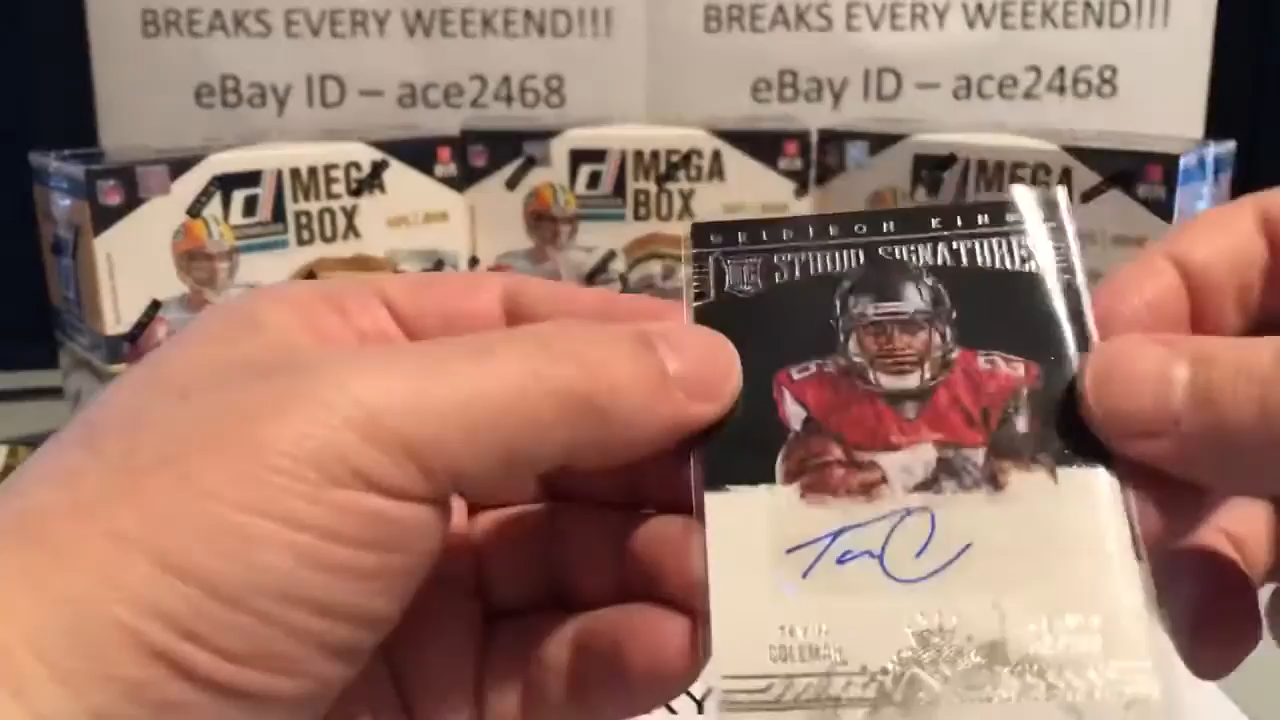 BREAKS EVERY WEEKEND!!!
eBay ID – ace2468
BREAKS EVERY WEEKEND!!!
eBay ID – ace2468
MEGA
BOX
MEGA
BOX
MEGA
GRIDIRON KINGS
STUDIO SIGNATURES
TEVIN
COLEMAN